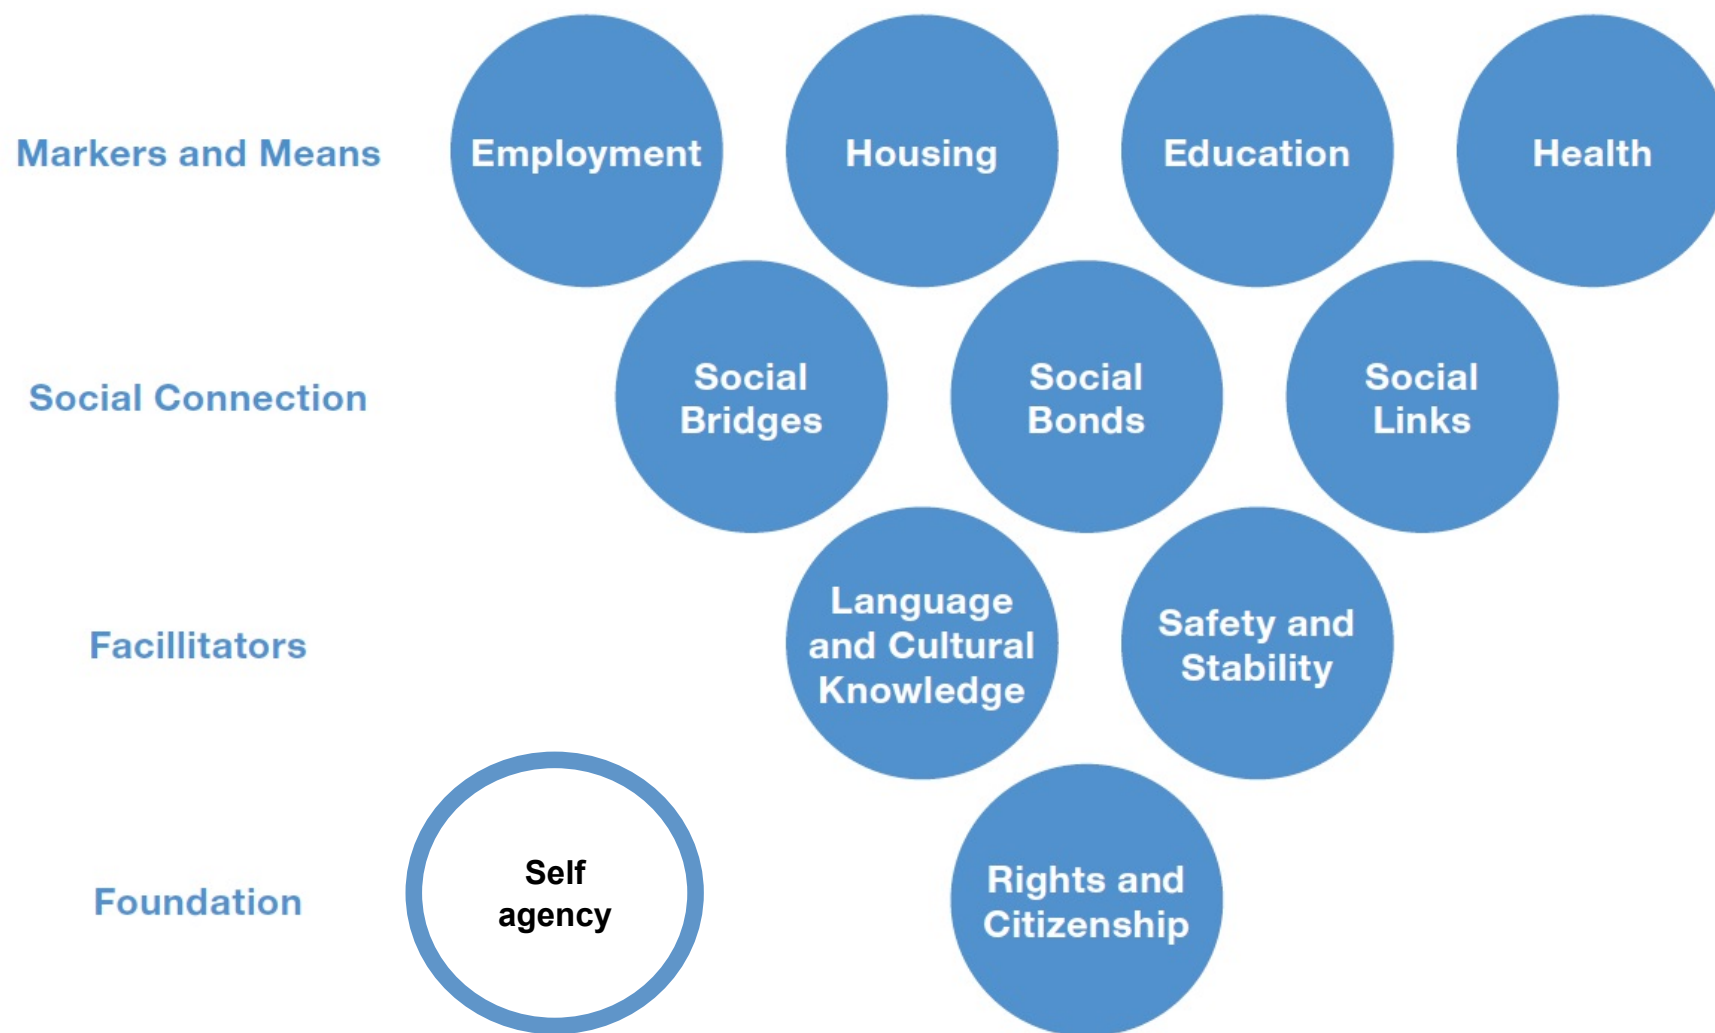 Markers and Means
Employment
Housing
Education
Health
Social Connection
Social
Bridges
Social
Bonds
Social
Links
Facillitators
Language
and Cultural
Knowledge
Safety and
Stability
Foundation
Self
agency
Rights and
Citizenship